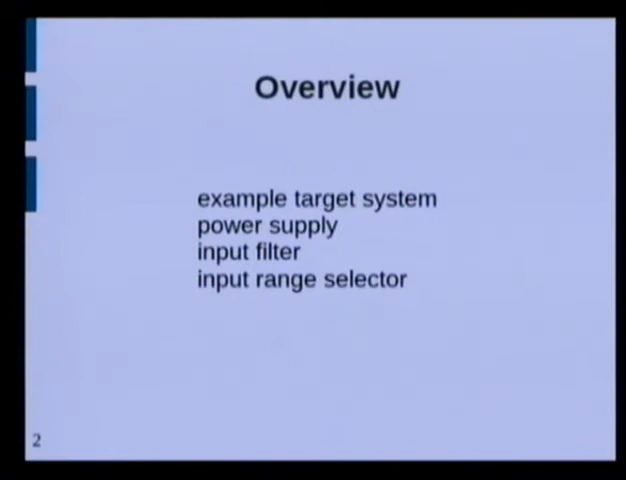 Overview
example target system
power supply
input filter
input range selector
2